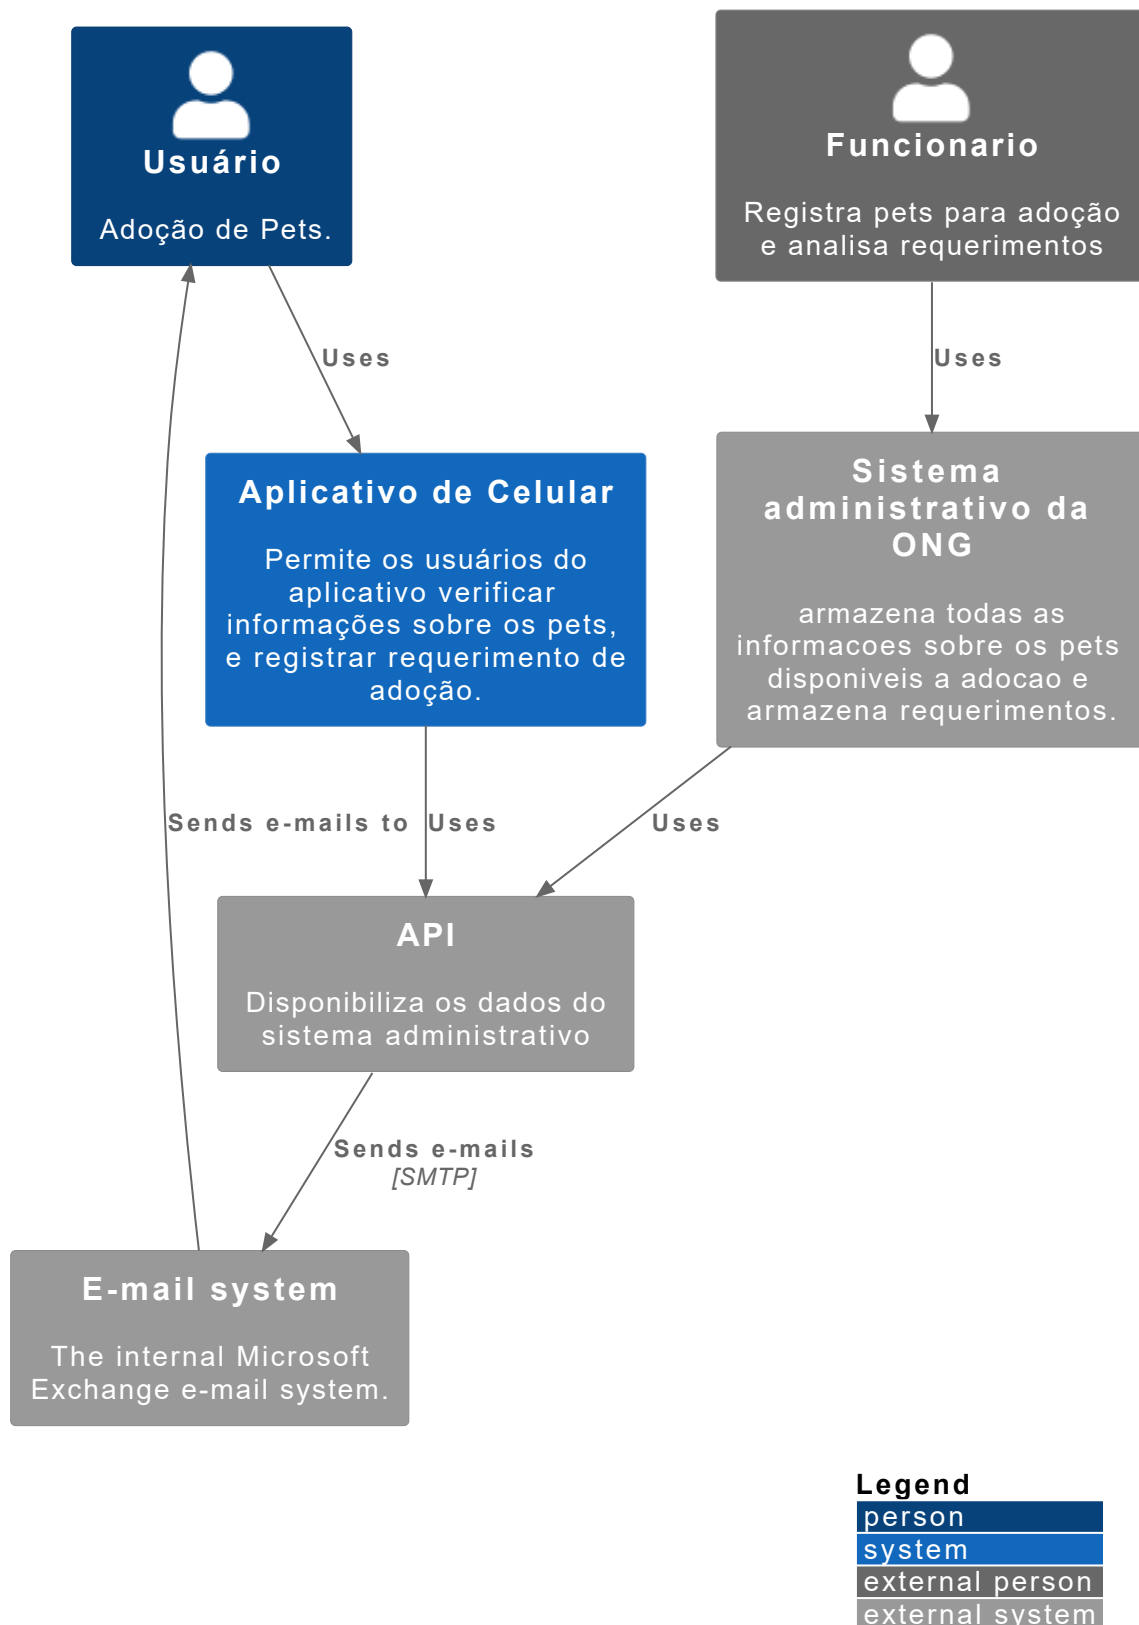 Usuário
Adoção de Pets.
Funcionario
Registra pets para adoção
e analisa requerimentos
Uses
Uses
Aplicativo de Celular
Permite os usuários do
aplicativo verificar
informações sobre os pets,
e registrar requerimento de
adoção.
Sistema
administrativo da
ONG
armazena todas as
informacoes sobre os pets
disponiveis a adocao e
armazena requerimentos.
Sends e-mails to
Uses
Uses
API
Disponibiliza os dados do
sistema administrativo
Sends e-mails
[SMTP]
E-mail system
The internal Microsoft
Exchange e-mail system.
Legend
person
system
external person
external system